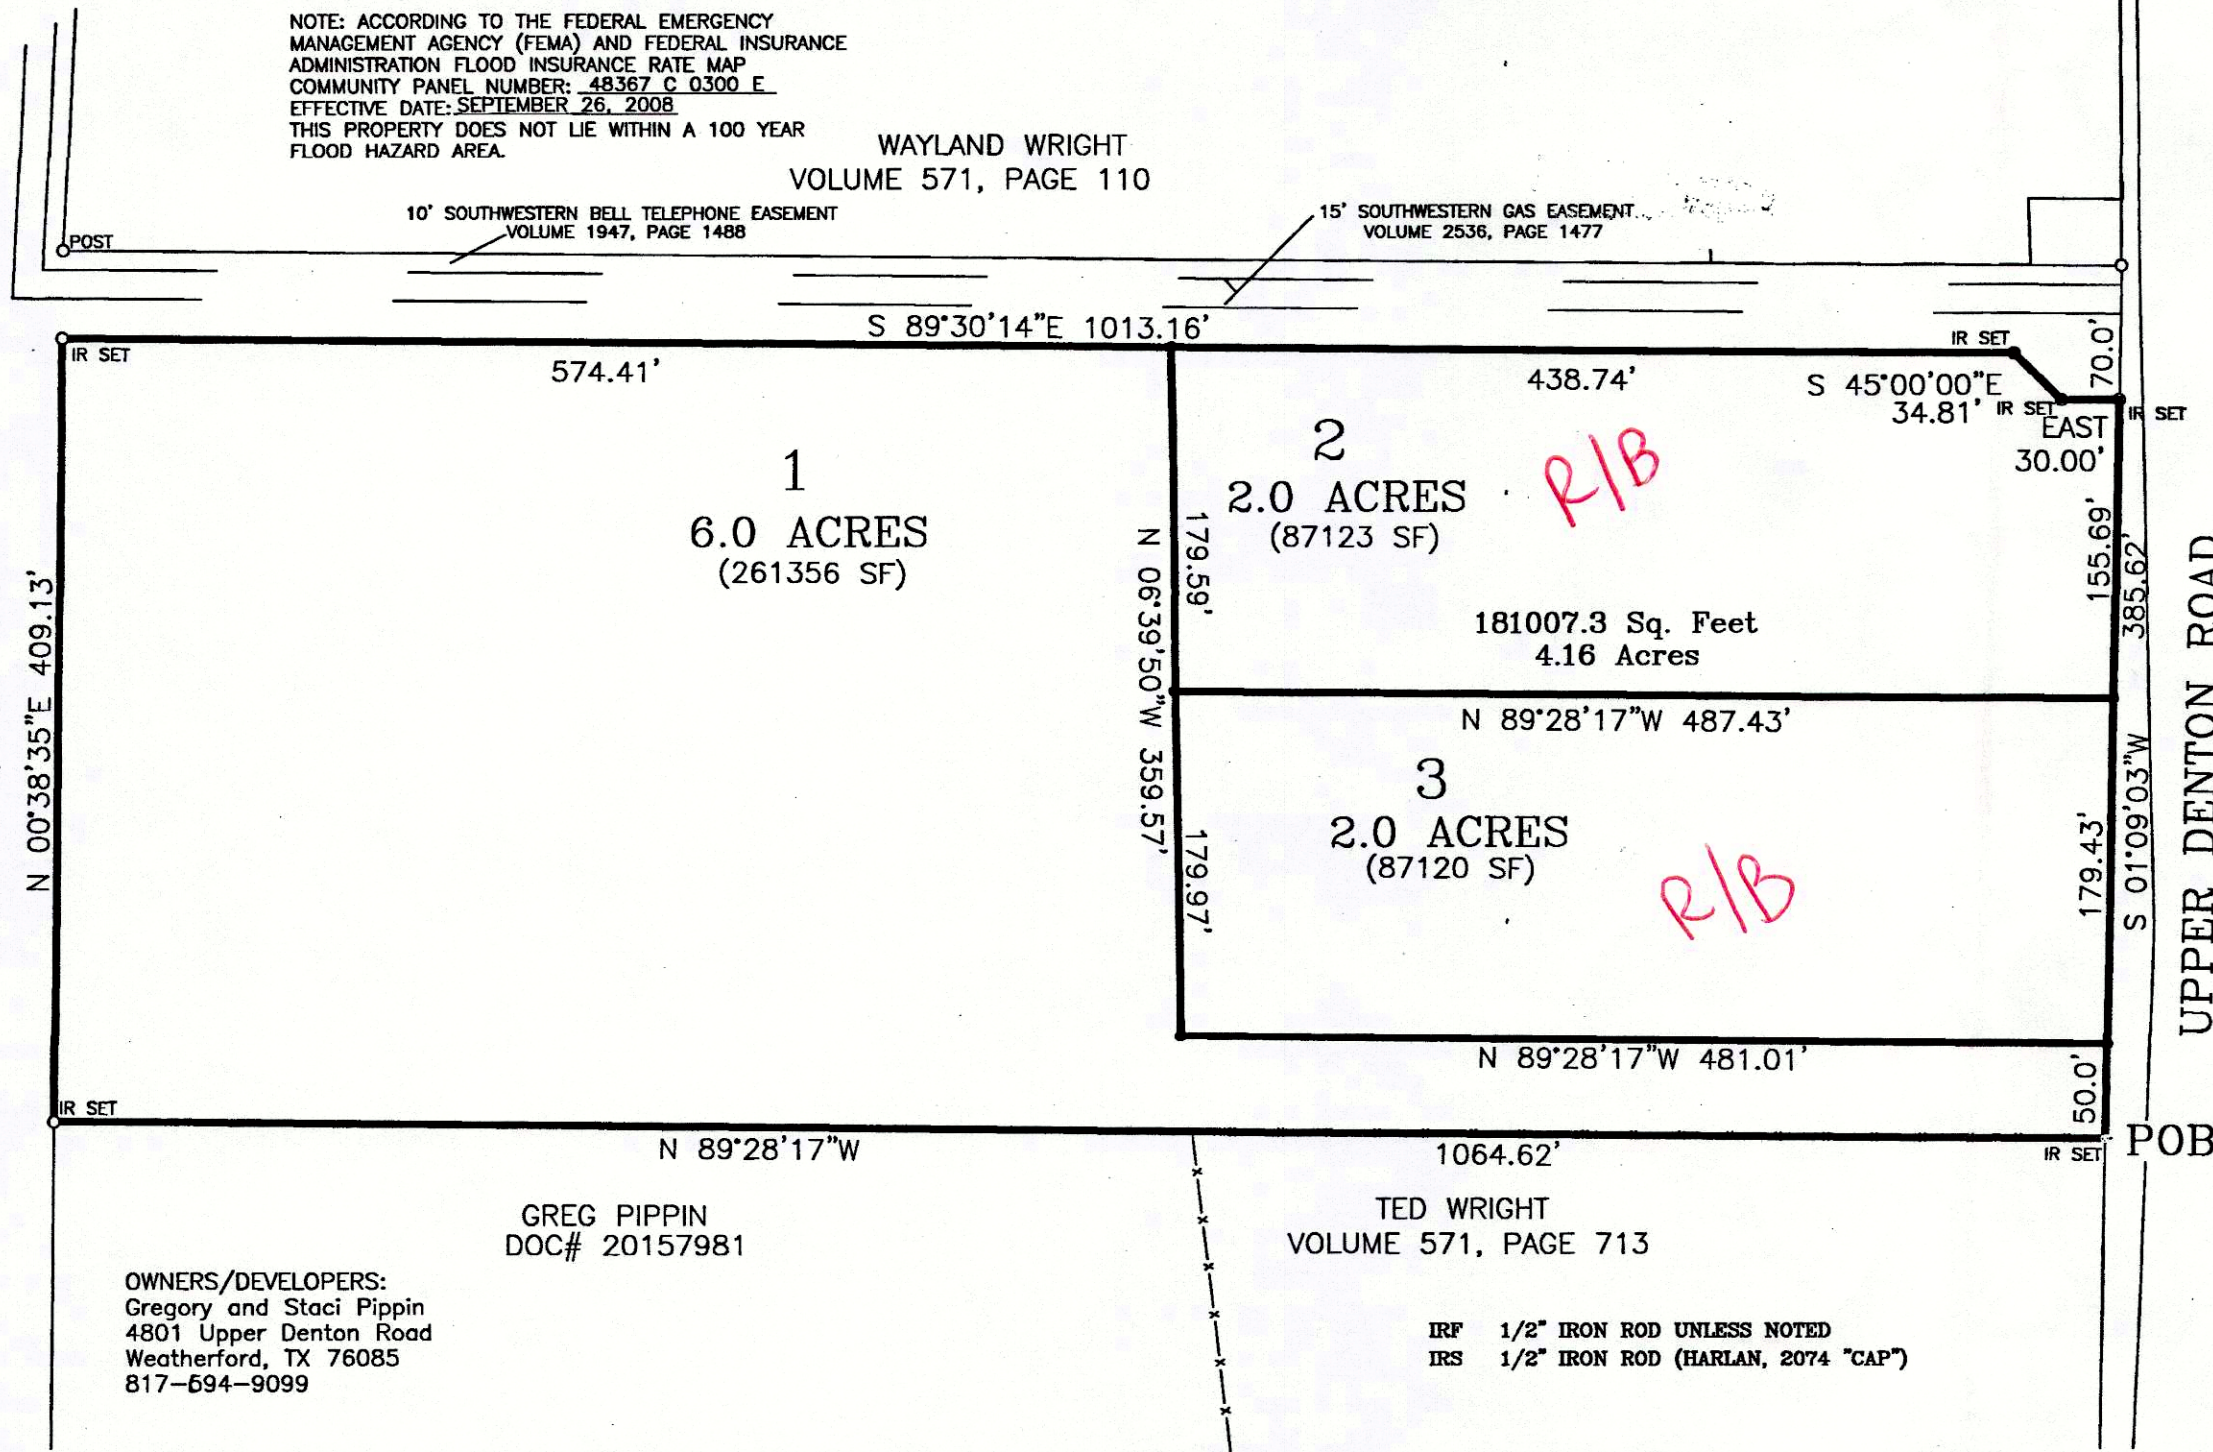 NOTE: ACCORDING TO THE FEDERAL EMERGENCY
MANAGEMENT AGENCY (FEMA) AND FEDERAL INSURANCE
ADMINISTRATION FLOOD INSURANCE RATE MAP
COMMUNITY PANEL NUMBER: 48367 C 0300 E
EFFECTIVE DATE: SEPTEMBER 26, 2008
THIS PROPERTY DOES NOT LIE WITHIN A 100 YEAR
FLOOD HAZARD AREA.
WAYLAND WRIGHT
VOLUME 571, PAGE 110
10' SOUTHWESTERN BELL TELEPHONE EASEMENT
VOLUME 1947, PAGE 1488
15' SOUTHWESTERN GAS EASEMENT
VOLUME 2536, PAGE 1477
POST
S 89°30'14"E 1013.16'
IR SET
574.41'
438.74'
IR SET
70.0'
S 45°00'00"E
34.81'
IR SET
IR SET
EAST
30.00'
1
6.0 ACRES
(261356 SF)
2
2.0 ACRES
(87123 SF)
R/B
179.59'
N 06°39'50"W 359.57'
155.69'
385.62'
181007.3 Sq. Feet
4.16 Acres
N 00°38'35"E 409.13'
N 89°28'17"W 487.43'
3
2.0 ACRES
(87120 SF)
R/B
179.97'
179.43'
S 01°09'03"W
UPPER DENTON ROAD
N 89°28'17"W 481.01'
50.0'
IR SET
N 89°28'17"W
1064.62'
IR SET
POB
GREG PIPPIN
DOC# 20157981
TED WRIGHT
VOLUME 571, PAGE 713
OWNERS/DEVELOPERS:
Gregory and Staci Pippin
4801 Upper Denton Road
Weatherford, TX 76085
817-694-9099
IRF 1/2" IRON ROD UNLESS NOTED
IRS 1/2" IRON ROD (HARLAN, 2074 "CAP")